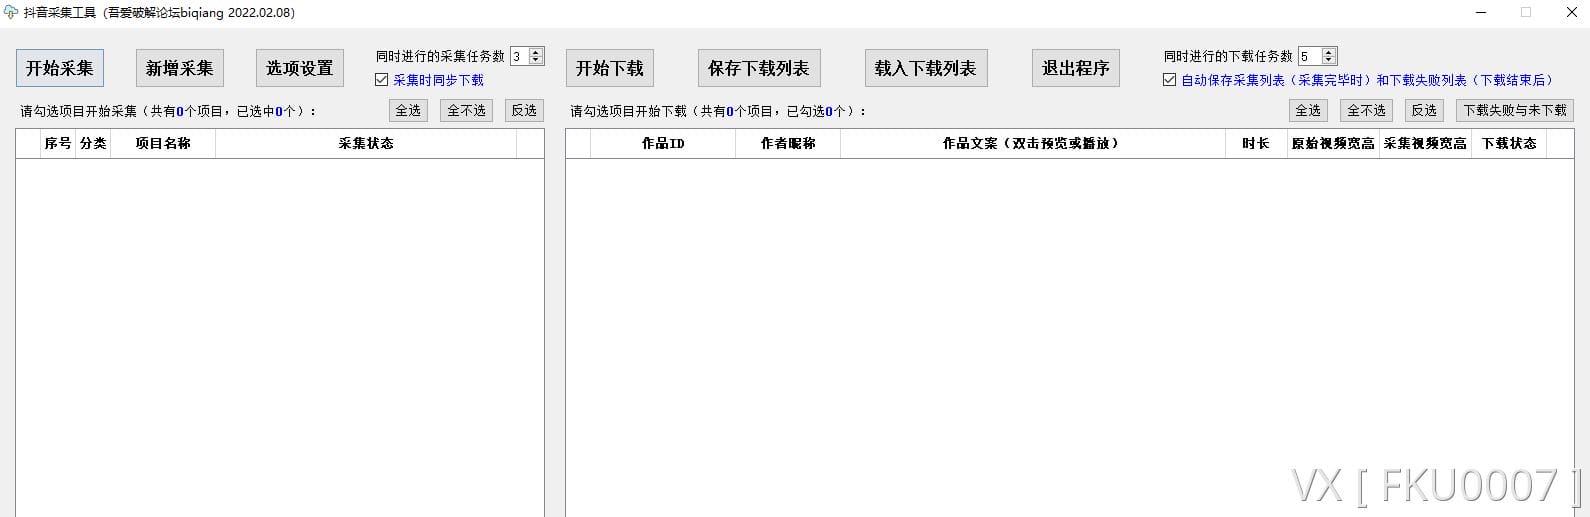 抖音采集工具（吾爱破解论坛biqiang 2022.02.08）
开始采集 新增采集 选项设置 同时进行的采集任务数 3 开始下载 保存下载列表 载入下载列表 退出程序 同时进行的下载任务数 5
采集时同步下载 自动保存采集列表（采集完毕时）和下载失败列表（下载结束后）
请勾选项目开始采集（共有0个项目，已选中0个）： 全选 全不选 反选 请勾选项目开始下载（共有0个项目，已勾选0个）： 全选 全不选 反选 下载失败与未下载
序号 分类 项目名称 采集状态 作品ID 作者昵称 作品文案（双击预览或播放） 时长 原始视频宽高 采集视频宽高 下载状态
VX [ FKU0007 ]